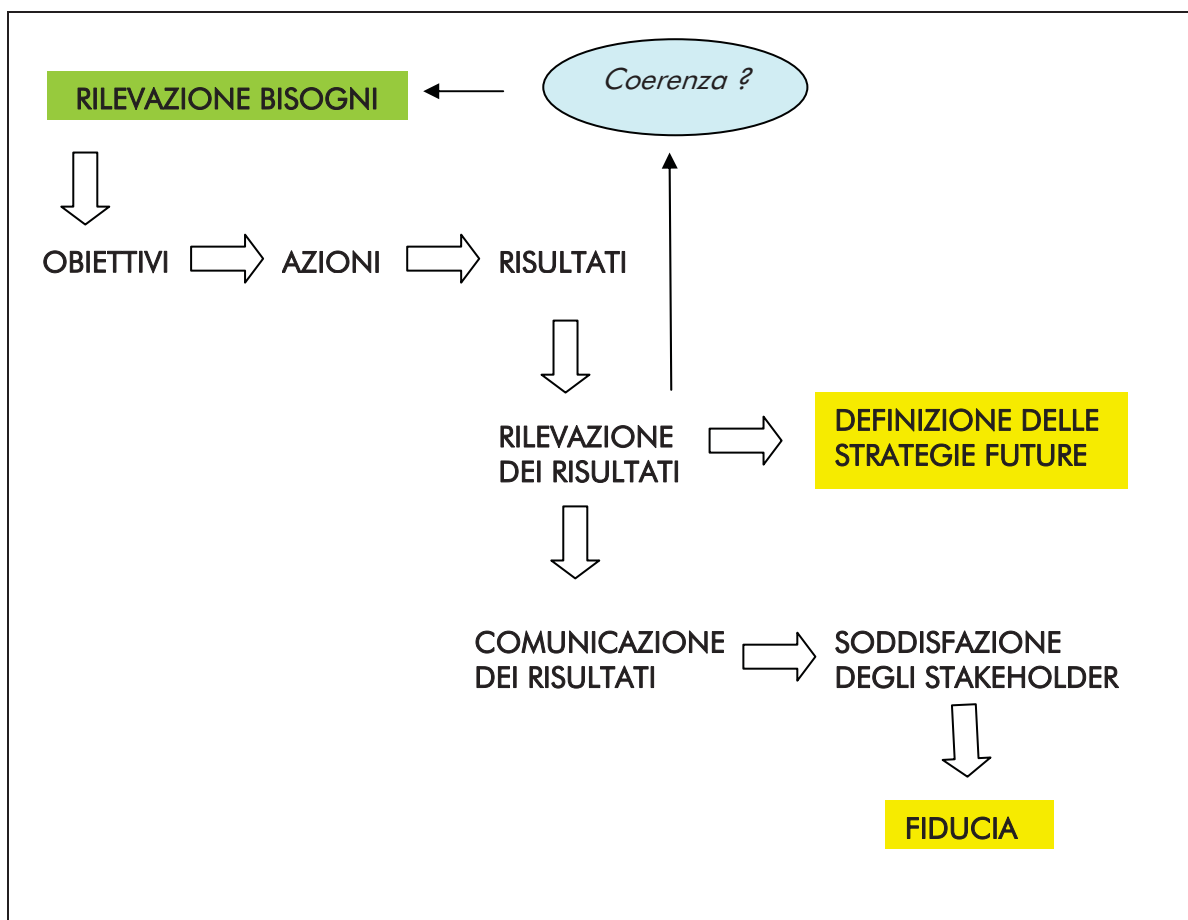 Coerenza ?
RILEVAZIONE BISOGNI
OBIETTIVI
AZIONI
RISULTATI
RILEVAZIONE
DEI RISULTATI
DEFINIZIONE DELLE
STRATEGIE FUTURE
COMUNICAZIONE
DEI RISULTATI
SODDISFAZIONE
DEGLI STAKEHOLDER
FIDUCIA